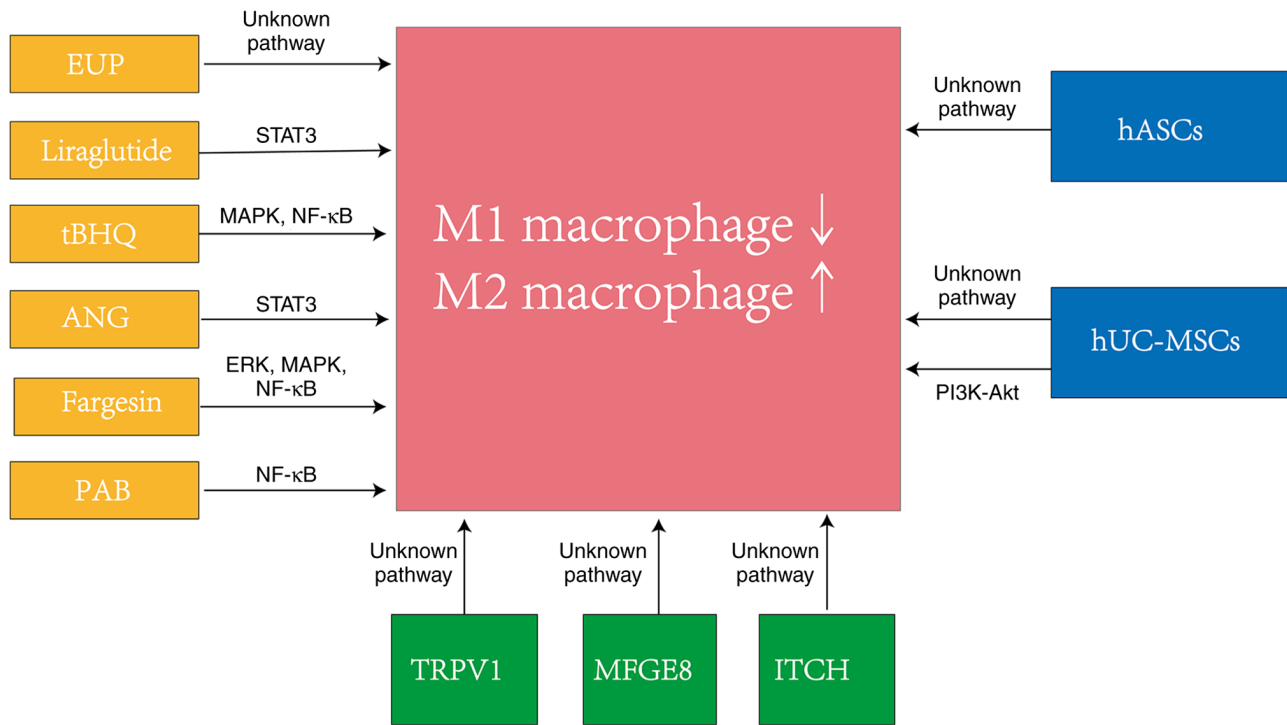 Unknown
pathway
EUP
Liraglutide
STAT3
tBHQ
MAPK, NF-κB
ANG
STAT3
Fargesin
ERK, MAPK,
NF-κB
PAB
NF-κB
M1 macrophage ↓
M2 macrophage ↑
Unknown
pathway
hASCs
Unknown
pathway
hUC-MSCs
PI3K-Akt
Unknown
pathway
TRPV1
Unknown
pathway
MFGE8
Unknown
pathway
ITCH